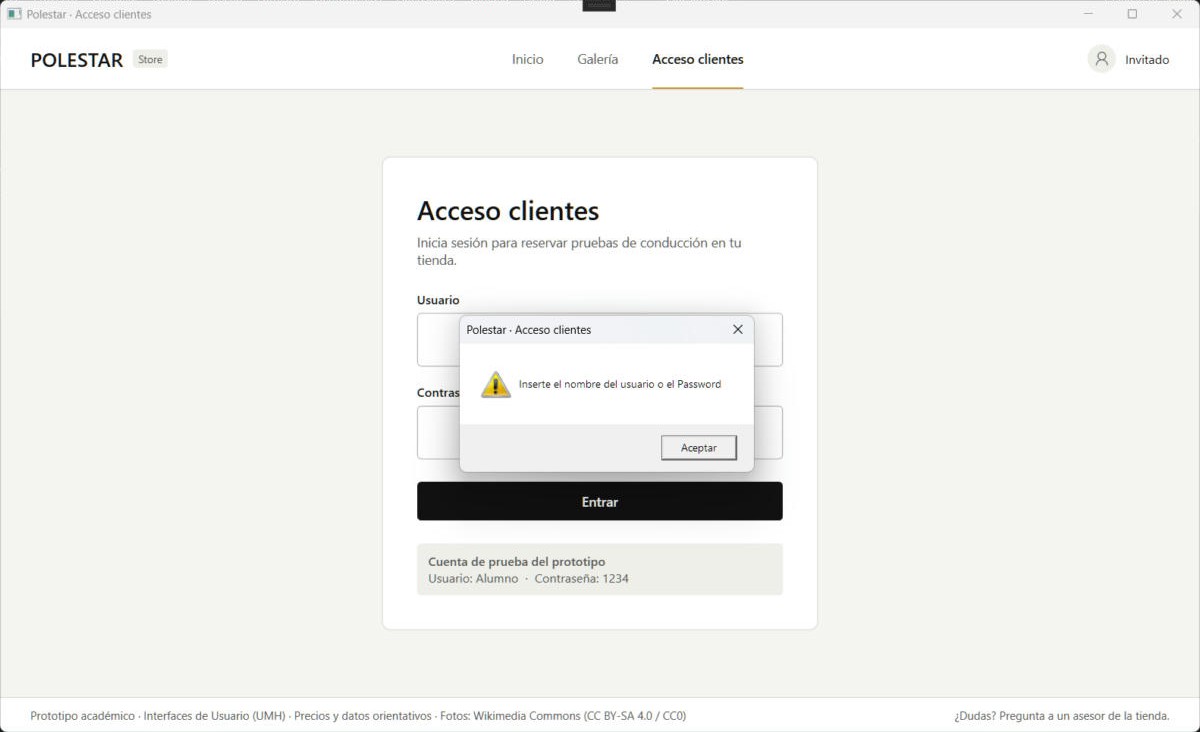 Polestar · Acceso clientes
POLESTAR Store Inicio Galería Acceso clientes Invitado
Acceso clientes
Inicia sesión para reservar pruebas de conducción en tu
tienda.
Usuario
Polestar · Acceso clientes
Inserte el nombre del usuario o el Password
Contras
Aceptar
Entrar
Cuenta de prueba del prototipo
Usuario: Alumno · Contraseña: 1234
Prototipo académico · Interfaces de Usuario (UMH) · Precios y datos orientativos · Fotos: Wikimedia Commons (CC BY-SA 4.0 / CC0) ¿Dudas? Pregunta a un asesor de la tienda.